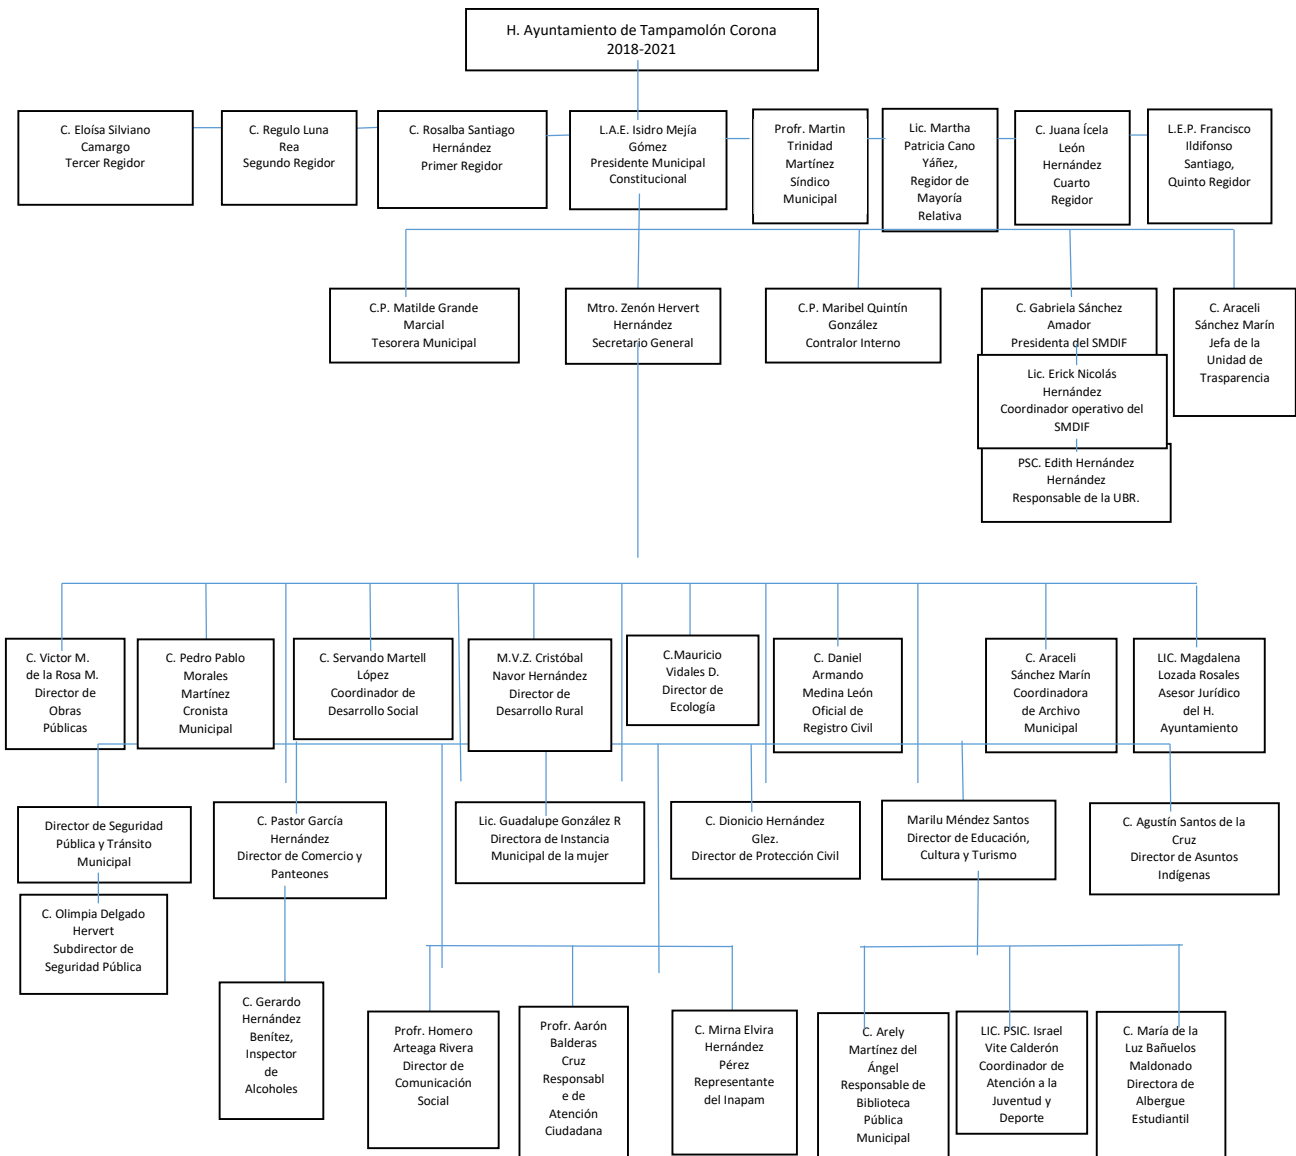 H. Ayuntamiento de Tampamolón Corona
2018-2021
C. Eloísa Silviano
Camargo
Tercer Regidor
C. Regulo Luna
Rea
Segundo Regidor
C. Rosalba Santiago
Hernández
Primer Regidor
L.A.E. Isidro Mejía
Gómez
Presidente Municipal
Constitucional
Profr. Martin
Trinidad
Martínez
Síndico
Municipal
Lic. Martha
Patricia Cano
Yáñez,
Regidor de
Mayoría
Relativa
C. Juana Ícela
León
Hernández
Cuarto
Regidor
L.E.P. Francisco
Ildifonso
Santiago,
Quinto Regidor
C.P. Matilde Grande
Marcial
Tesorera Municipal
Mtro. Zenón Hervert
Hernández
Secretario General
C.P. Maribel Quintín
González
Contralor Interno
C. Gabriela Sánchez
Amador
Presidenta del SMDIF
Lic. Erick Nicolás
Hernández
Coordinador operativo del
SMDIF
PSC. Edith Hernández
Hernández
Responsable de la UBR.
C. Araceli
Sánchez Marín
Jefa de la
Unidad de
Trasparencia
C. Victor M.
de la Rosa M.
Director de
Obras
Públicas
C. Pedro Pablo
Morales
Martínez
Cronista
Municipal
C. Servando Martell
López
Coordinador de
Desarrollo Social
M.V.Z. Cristóbal
Navor Hernández
Director de
Desarrollo Rural
C.Mauricio
Vidales D.
Director de
Ecología
C. Daniel
Armando
Medina León
Oficial de
Registro Civil
C. Araceli
Sánchez Marín
Coordinadora
de Archivo
Municipal
LIC. Magdalena
Lozada Rosales
Asesor Jurídico
del H.
Ayuntamiento
Director de Seguridad
Pública y Tránsito
Municipal
C. Olimpia Delgado
Hervert
Subdirector de
Seguridad Pública
C. Pastor García
Hernández
Director de Comercio y
Panteones
Lic. Guadalupe González R
Directora de Instancia
Municipal de la mujer
C. Dionicio Hernández
Glez.
Director de Protección Civil
Marilu Méndez Santos
Director de Educación,
Cultura y Turismo
C. Agustín Santos de la
Cruz
Director de Asuntos
Indígenas
C. Gerardo
Hernández
Benítez,
Inspector
de
Alcoholes
Profr. Homero
Arteaga Rivera
Director de
Comunicación
Social
Profr. Aarón
Balderas
Cruz
Responsabl
e de
Atención
Ciudadana
C. Mirna Elvira
Hernández
Pérez
Representante
del Inapam
C. Arely
Martínez del
Ángel
Responsable de
Biblioteca
Pública
Municipal
LIC. PSIC. Israel
Vite Calderón
Coordinador de
Atención a la
Juventud y
Deporte
C. María de la
Luz Bañuelos
Maldonado
Directora de
Albergue
Estudiantil